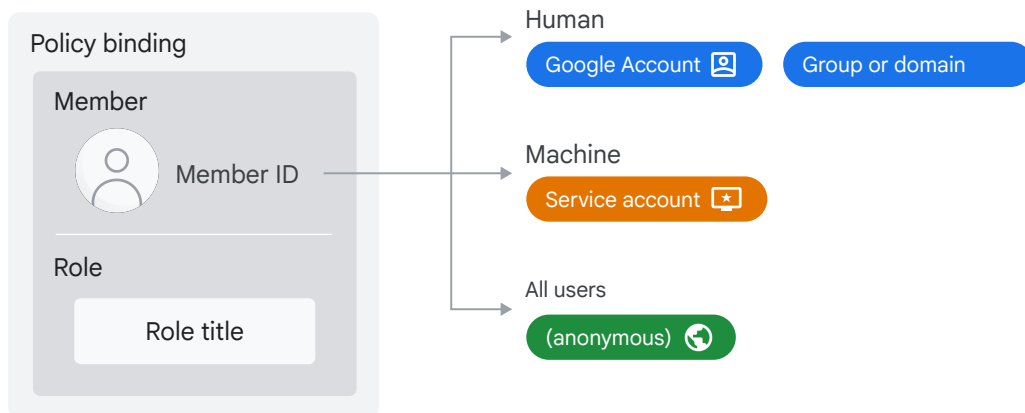 Policy binding
Member
Member ID
Role
Role title
Human
Google Account
Group or domain
Machine
Service account
All users
(anonymous)